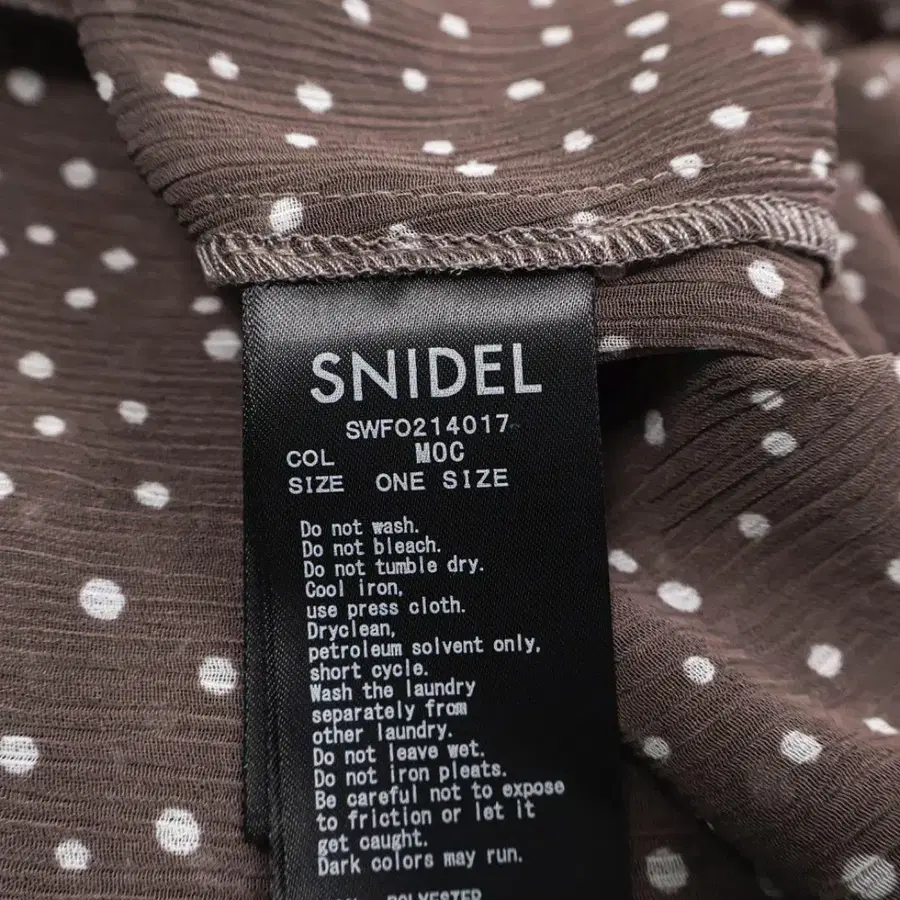 SNIDEL
SWFO214017
COL MOC
SIZE ONE SIZE
Do not wash.
Do not bleach.
Do not tumble dry.
Cool iron,
use press cloth.
Dryclean,
petroleum solvent only,
short cycle.
Wash the laundry
separately from
other laundry.
Do not leave wet.
Do not iron pleats.
Be careful not to expose
to friction or let it
get caught.
Dark colors may run.
POLYESTER